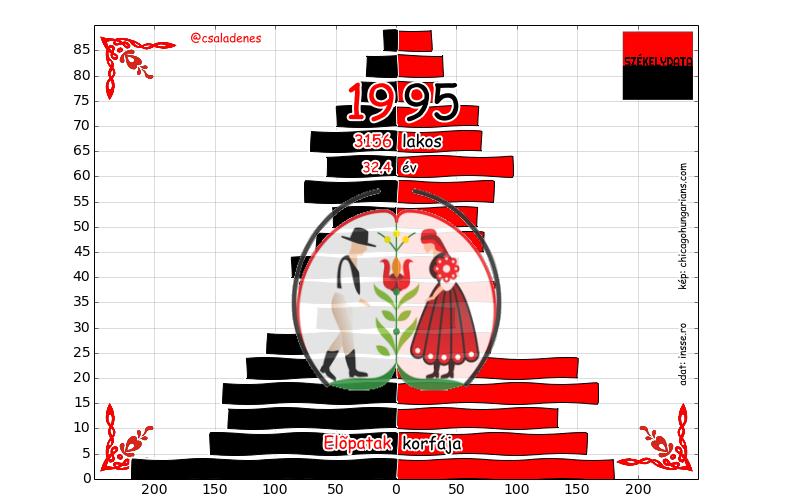 @csaladenes
SZÉKELYDATA
1995
3156 lakos
32.4 év
kép: chicagohungarians.com
adat: insse.ro
Előpatak korfája
85
80
75
70
65
60
55
50
45
40
35
30
25
20
15
10
5
0
200 150 100 50 0 50 100 150 200